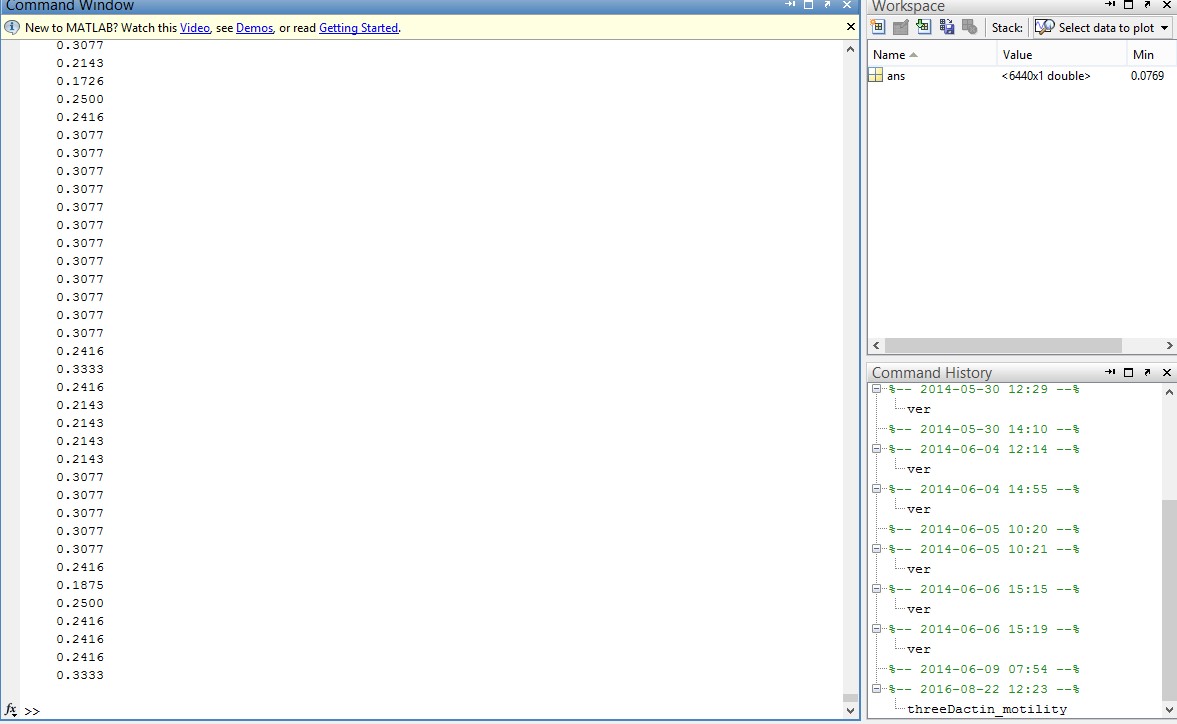 Command Window
New to MATLAB? Watch this Video, see Demos, or read Getting Started.
0.3077
0.2143
0.1726
0.2500
0.2416
0.3077
0.3077
0.3077
0.3077
0.3077
0.3077
0.3077
0.3077
0.3077
0.3077
0.3077
0.3077
0.2416
0.3333
0.2416
0.2143
0.2143
0.2143
0.2143
0.3077
0.3077
0.3077
0.3077
0.3077
0.2416
0.1875
0.2500
0.2416
0.2416
0.2416
0.3333
fx >>
Workspace
Stack: Select data to plot
Name Value Min
ans <6440x1 double> 0.0769
Command History
%-- 2014-05-30 12:29 --%
ver
%-- 2014-05-30 14:10 --%
%-- 2014-06-04 12:14 --%
ver
%-- 2014-06-04 14:55 --%
ver
%-- 2014-06-05 10:20 --%
%-- 2014-06-05 10:21 --%
ver
%-- 2014-06-06 15:15 --%
ver
%-- 2014-06-06 15:19 --%
ver
%-- 2014-06-09 07:54 --%
%-- 2016-08-22 12:23 --%
threeDactin_motility